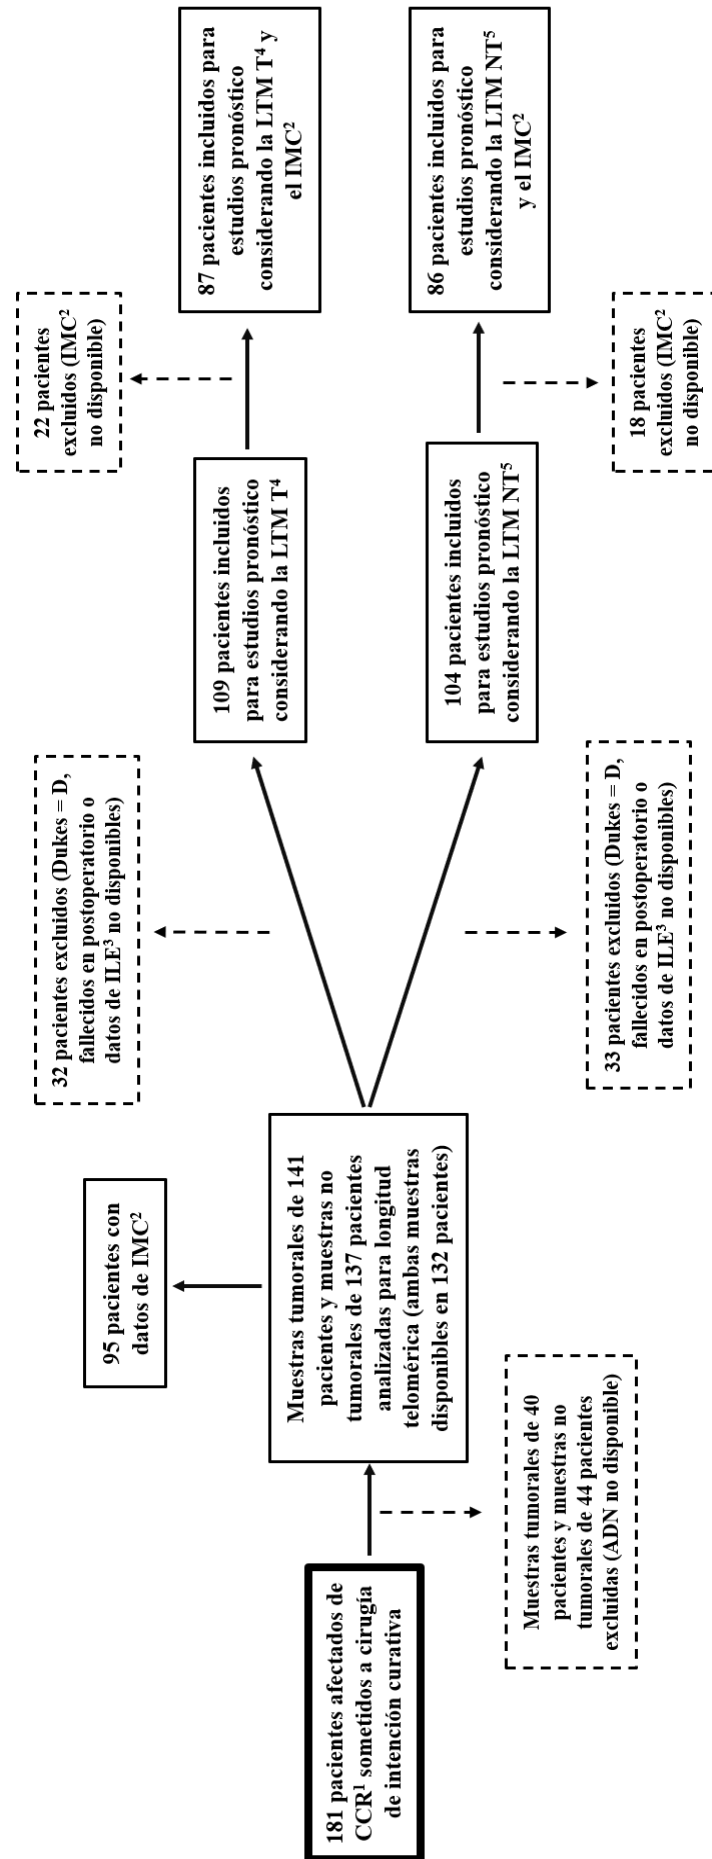 181 pacientes afectados de
CCR¹ sometidos a cirugía
de intención curativa
Muestras tumorales de 40
pacientes y muestras no
tumorales de 44 pacientes
excluidas (ADN no disponible)
95 pacientes con
datos de IMC²
Muestras tumorales de 141
pacientes y muestras no
tumorales de 137 pacientes
analizadas para longitud
telomérica (ambas muestras
disponibles en 132 pacientes)
32 pacientes excluidos (Dukes = D,
fallecidos en postoperatorio o
datos de ILE³ no disponibles)
33 pacientes excluidos (Dukes = D,
fallecidos en postoperatorio o
datos de ILE³ no disponibles)
109 pacientes incluidos
para estudios pronóstico
considerando la LTM T⁴
104 pacientes incluidos
para estudios pronóstico
considerando la LTM NT⁵
22 pacientes
excluidos (IMC²
no disponible)
18 pacientes
excluidos (IMC²
no disponible)
87 pacientes incluidos para
estudios pronóstico
considerando la LTM T⁴ y
el IMC²
86 pacientes incluidos para
estudios pronóstico
considerando la LTM NT⁵
y el IMC²